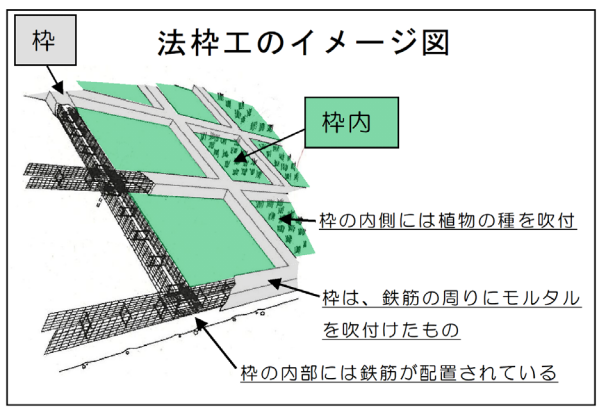 法枠工のイメージ図
枠
枠内
枠の内側には植物の種を吹付
枠は、鉄筋の周りにモルタル
を吹付けたもの
枠の内部には鉄筋が配置されている